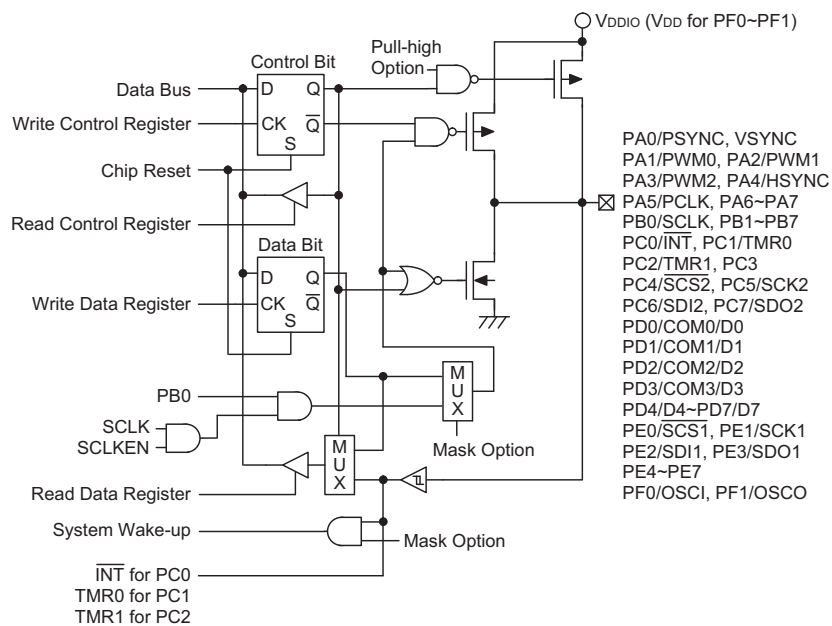 VDDIO (VDD for PF0~PF1)
Pull-high
Option
Control Bit
Data Bus
D Q
Write Control Register
CK Q̅
S
Chip Reset
Read Control Register
Data Bit
D Q
Write Data Register
CK Q̅
S
PB0
M
U
X
SCLK
SCLKEN
Mask Option
M
U
X
Read Data Register
System Wake-up
Mask Option
I̅N̅T̅ for PC0
TMR0 for PC1
TMR1 for PC2
PA0/PSYNC, VSYNC
PA1/PWM0, PA2/PWM1
PA3/PWM2, PA4/HSYNC
PA5/PCLK, PA6~PA7
PB0/SCLK, PB1~PB7
PC0/I̅N̅T̅, PC1/TMR0
PC2/TMR1, PC3
PC4/S̅C̅S̅2̅, PC5/SCK2
PC6/SDI2, PC7/SDO2
PD0/COM0/D0
PD1/COM1/D1
PD2/COM2/D2
PD3/COM3/D3
PD4/D4~PD7/D7
PE0/S̅C̅S̅1̅, PE1/SCK1
PE2/SDI1, PE3/SDO1
PE4~PE7
PF0/OSCI, PF1/OSCO